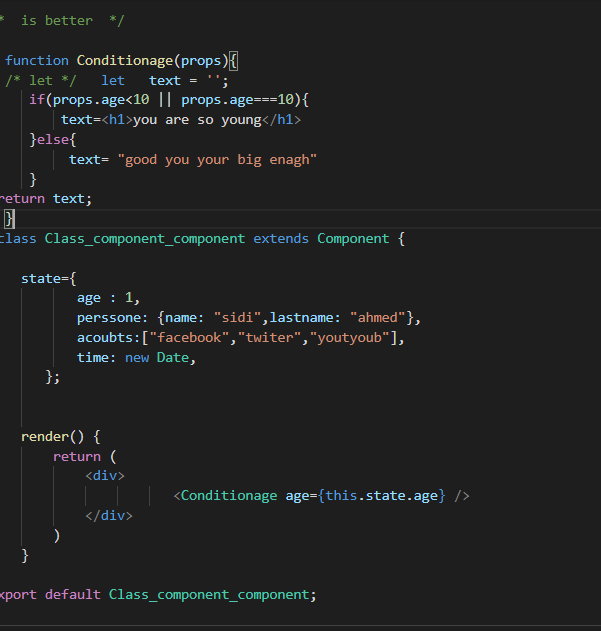 *  is better  */
function Conditionage(props){
/* let */   let   text = '';
if(props.age<10 || props.age===10){
text=<h1>you are so young</h1>
}else{
text= "good you your big enagh"
}
return text;
}
class Class_component_component extends Component {
state={
age : 1,
perssone: {name: "sidi",lastname: "ahmed"},
acoubts:["facebook","twiter","youtyoub"],
time: new Date,
};
render() {
return (
<div>
<Conditionage age={this.state.age} />
</div>
)
}
export default Class_component_component;